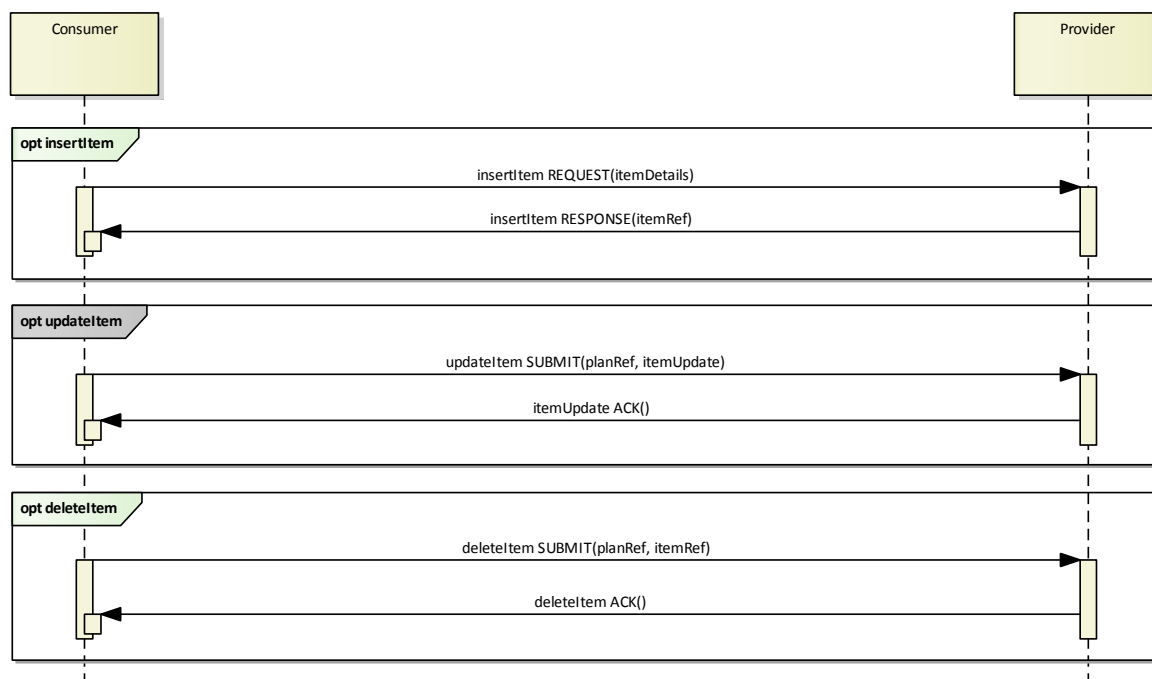 Consumer
Provider
opt insertItem
insertItem REQUEST(itemDetails)
insertItem RESPONSE(itemRef)
opt updateItem
updateItem SUBMIT(planRef, itemUpdate)
itemUpdate ACK()
opt deleteItem
deleteItem SUBMIT(planRef, itemRef)
deleteItem ACK()